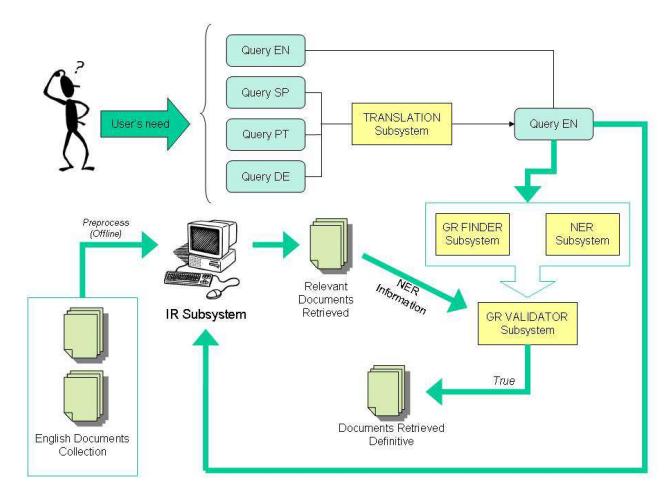 ?
User's need
Query EN
Query SP
Query PT
Query DE
TRANSLATION
Subsystem
Query EN
GR FINDER
Subsystem
NER
Subsystem
Preprocess
(Offline)
IR Subsystem
Relevant
Documents
Retrieved
NER
Information
GR VALIDATOR
Subsystem
True
Documents Retrieved
Definitive
English Documents
Collection